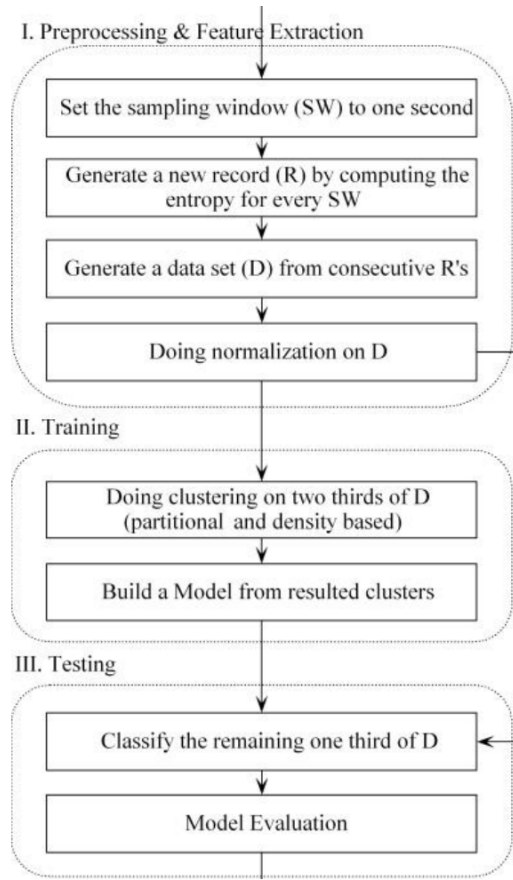 I. Preprocessing & Feature Extraction
Set the sampling window (SW) to one second
Generate a new record (R) by computing the
entropy for every SW
Generate a data set (D) from consecutive R's
Doing normalization on D
II. Training
Doing clustering on two thirds of D
(partitional and density based)
Build a Model from resulted clusters
III. Testing
Classify the remaining one third of D
Model Evaluation